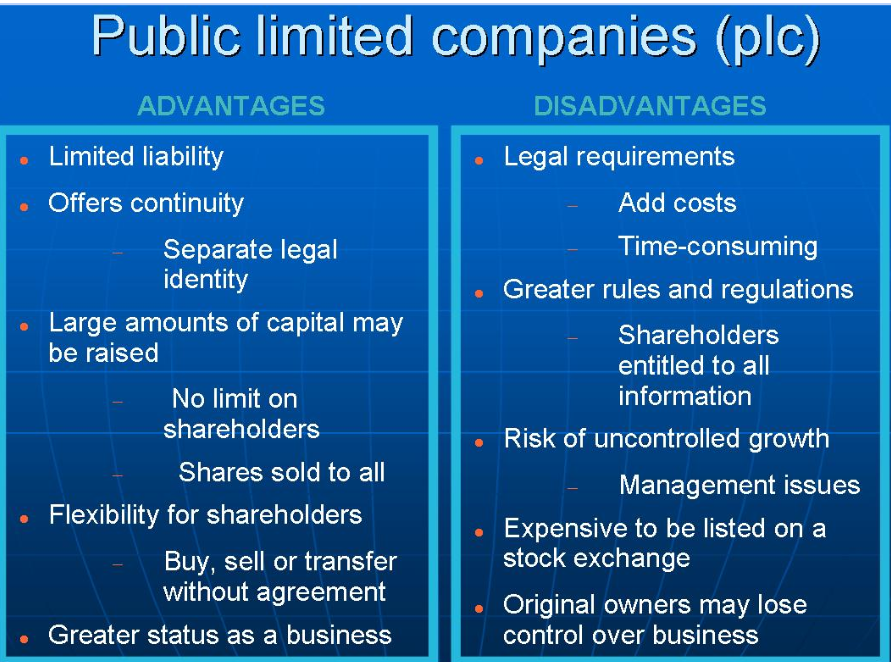 Public limited companies (plc)
ADVANTAGES
Limited liability
Offers continuity
– Separate legal
identity
Large amounts of capital may
be raised
– No limit on
shareholders
– Shares sold to all
Flexibility for shareholders
– Buy, sell or transfer
without agreement
Greater status as a business
DISADVANTAGES
Legal requirements
– Add costs
– Time-consuming
Greater rules and regulations
– Shareholders
entitled to all
information
Risk of uncontrolled growth
– Management issues
Expensive to be listed on a
stock exchange
Original owners may lose
control over business